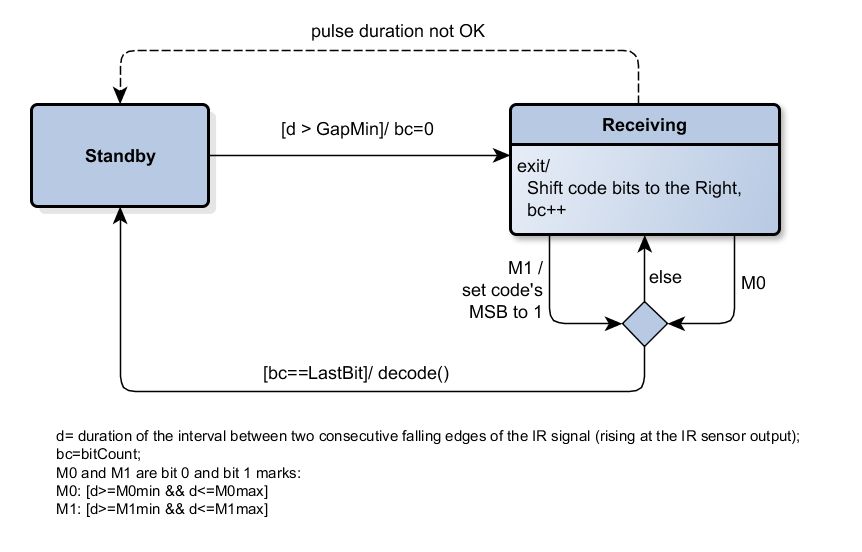 pulse duration not OK
Standby
[d > GapMin]/ bc=0
Receiving
exit/
Shift code bits to the Right,
bc++
M1 /
set code's
MSB to 1
else
M0
[bc==LastBit]/ decode()
d= duration of the interval between two consecutive falling edges of the IR signal (rising at the IR sensor output);
bc=bitCount;
M0 and M1 are bit 0 and bit 1 marks:
M0: [d>=M0min && d<=M0max]
M1: [d>=M1min && d<=M1max]